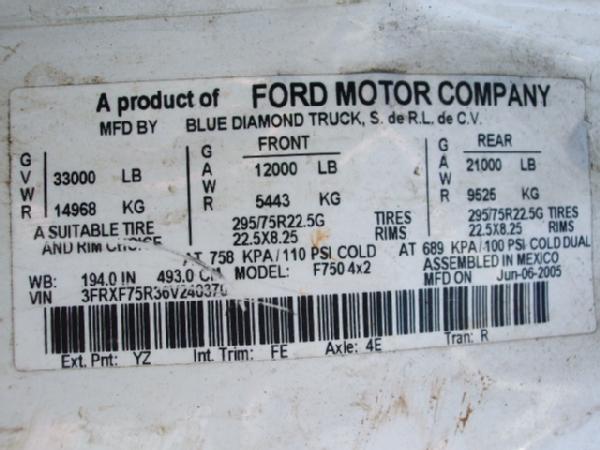 A product of FORD MOTOR COMPANY
MFD BY BLUE DIAMOND TRUCK, S. de R.L. de C.V.
GVWR 33000 LB GAWR FRONT 12000 LB GAWR REAR 21000 LB
14968 KG 5443 KG 9525 KG
A SUITABLE TIRE 295/75R22.5G TIRES 295/75R22.5G TIRES
AND RIM CHOICE 22.5X8.25 RIMS 22.5X8.25 RIMS
AT 758 KPA/110 PSI COLD AT 689 KPA/100 PSI COLD DUAL
WB: 194.0 IN 493.0 CM MODEL: F750 4x2 ASSEMBLED IN MEXICO
VIN MFD ON Jun-06-2005
Ext. Pnt: YZ Int. Trim: FE Axle: 4E Tran: R